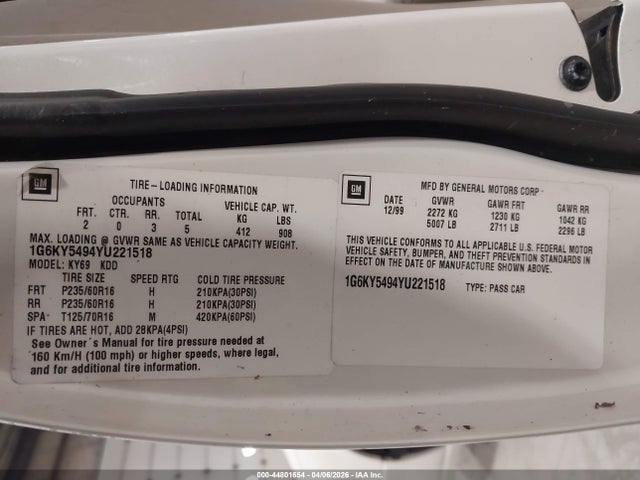 GM
TIRE-LOADING INFORMATION
OCCUPANTS VEHICLE CAP. WT.
FRT. CTR. RR. TOTAL KG LBS
2 0 3 5 412 908
MAX. LOADING @ GVWR SAME AS VEHICLE CAPACITY WEIGHT.
1G6KY5494YU221518
MODEL: KY69 KDD
TIRE SIZE SPEED RTG COLD TIRE PRESSURE
FRT P235/60R16 H 210KPA(30PSI)
RR P235/60R16 H 210KPA(30PSI)
SPA T125/70R16 M 420KPA(60PSI)
IF TIRES ARE HOT, ADD 28KPA(4PSI)
See Owner's Manual for tire pressure needed at
160 Km/H (100 mph) or higher speeds, where legal,
and for additional tire information.
GM
MFD BY GENERAL MOTORS CORP
DATE GVWR GAWR FRT GAWR RR
12/99 2272 KG 1230 KG 1042 KG
5007 LB 2711 LB 2296 LB
THIS VEHICLE CONFORMS TO ALL APPLICABLE U.S. FEDERAL MOTOR
VEHICLE SAFETY, BUMPER, AND THEFT PREVENTION STANDARDS IN
EFFECT ON THE DATE OF MANUFACTURE SHOWN ABOVE.
1G6KY5494YU221518 TYPE: PASS CAR
000-44801654 - 04/06/2026 - IAA Inc.